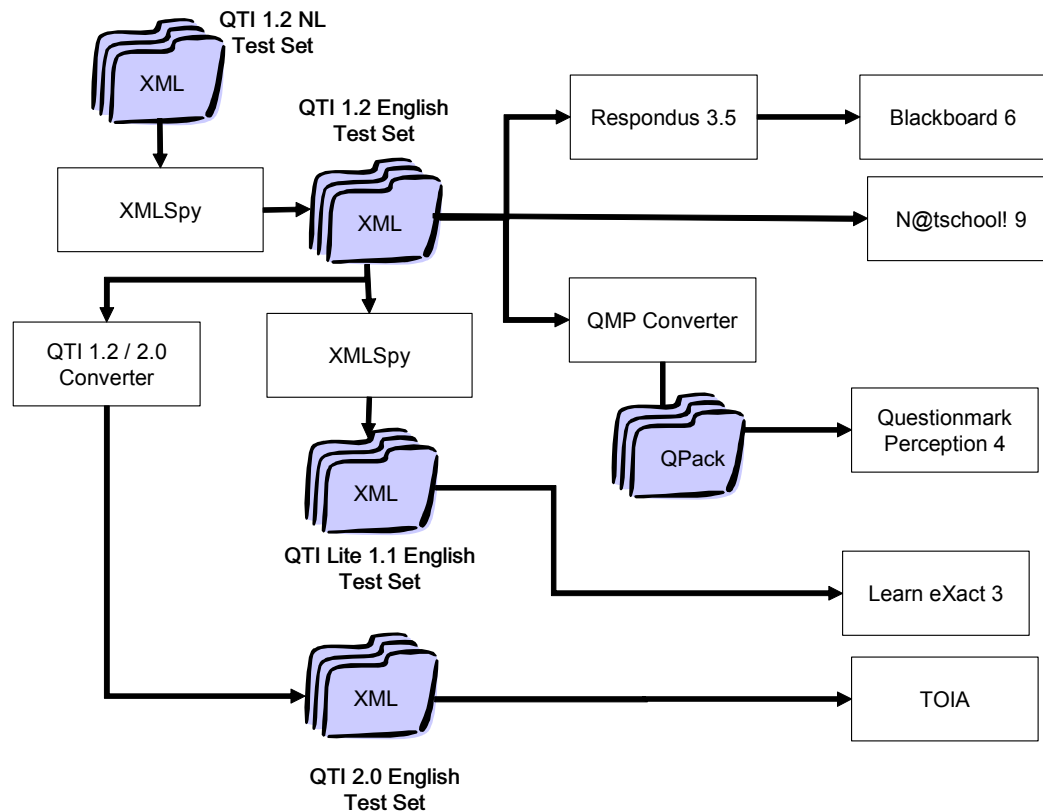 QTI 1.2 NL
Test Set
XML
QTI 1.2 English
Test Set
XML
XMLSpy
Respondus 3.5
Blackboard 6
N@tschool! 9
QMP Converter
QTI 1.2 / 2.0
Converter
XMLSpy
QPack
Questionmark
Perception 4
XML
QTI Lite 1.1 English
Test Set
Learn eXact 3
XML
TOIA
QTI 2.0 English
Test Set